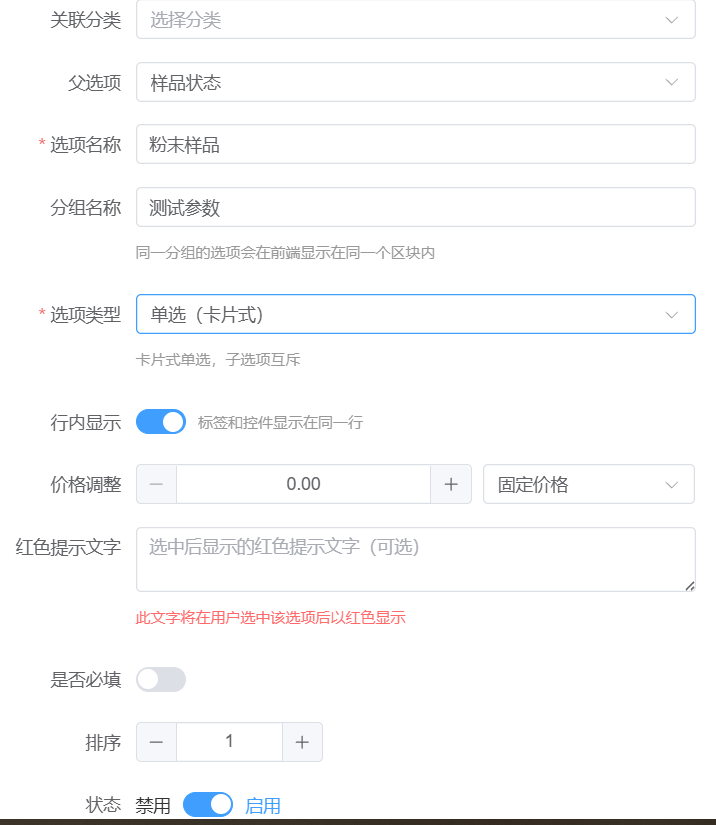 关联分类 选择分类
父选项 样品状态
* 选项名称 粉末样品
分组名称 测试参数
同一分组的选项会在前端显示在同一个区块内
* 选项类型 单选（卡片式）
卡片式单选，子选项互斥
行内显示 标签和控件显示在同一行
价格调整 − 0.00 + 固定价格
红色提示文字 选中后显示的红色提示文字（可选）
此文字将在用户选中该选项后以红色显示
是否必填
排序 − 1 +
状态 禁用 启用